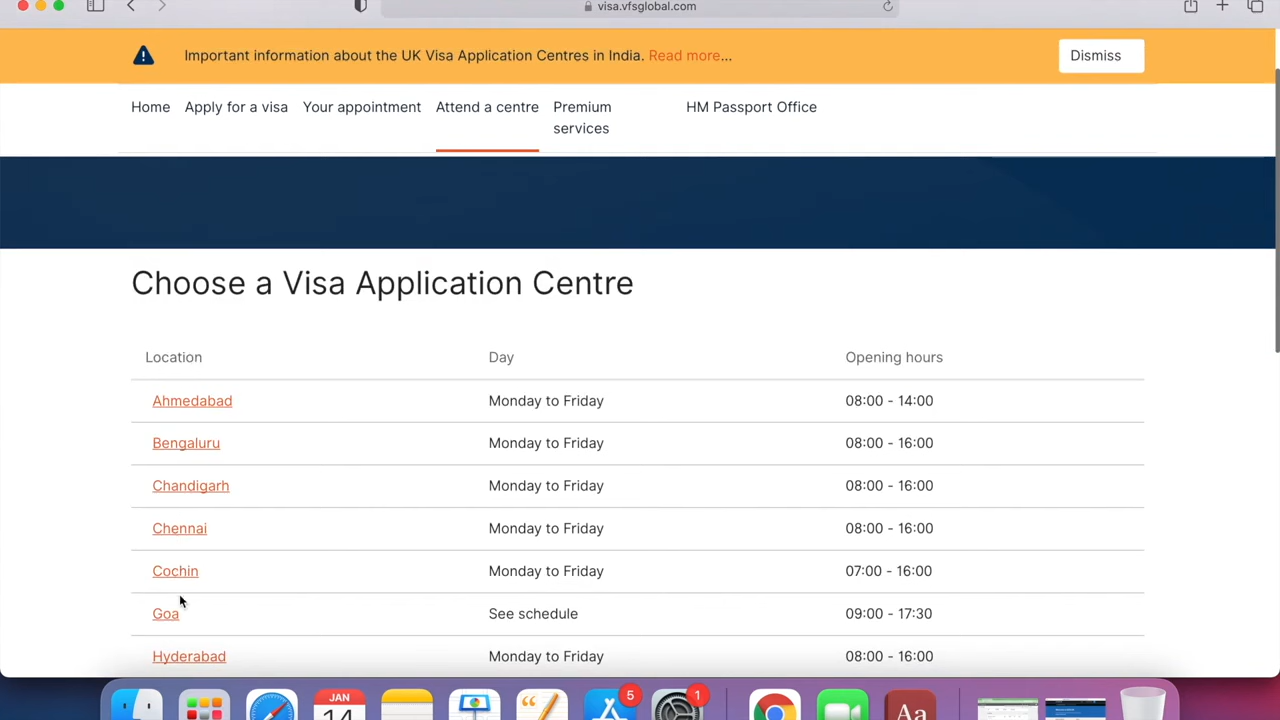 visa.vfsglobal.com
Important information about the UK Visa Application Centres in India. Read more... Dismiss
Home Apply for a visa Your appointment Attend a centre Premium services HM Passport Office
Choose a Visa Application Centre
Location Day Opening hours
Ahmedabad Monday to Friday 08:00 - 14:00
Bengaluru Monday to Friday 08:00 - 16:00
Chandigarh Monday to Friday 08:00 - 16:00
Chennai Monday to Friday 08:00 - 16:00
Cochin Monday to Friday 07:00 - 16:00
Goa See schedule 09:00 - 17:30
Hyderabad Monday to Friday 08:00 - 16:00
5 1
JAN
14
Aa